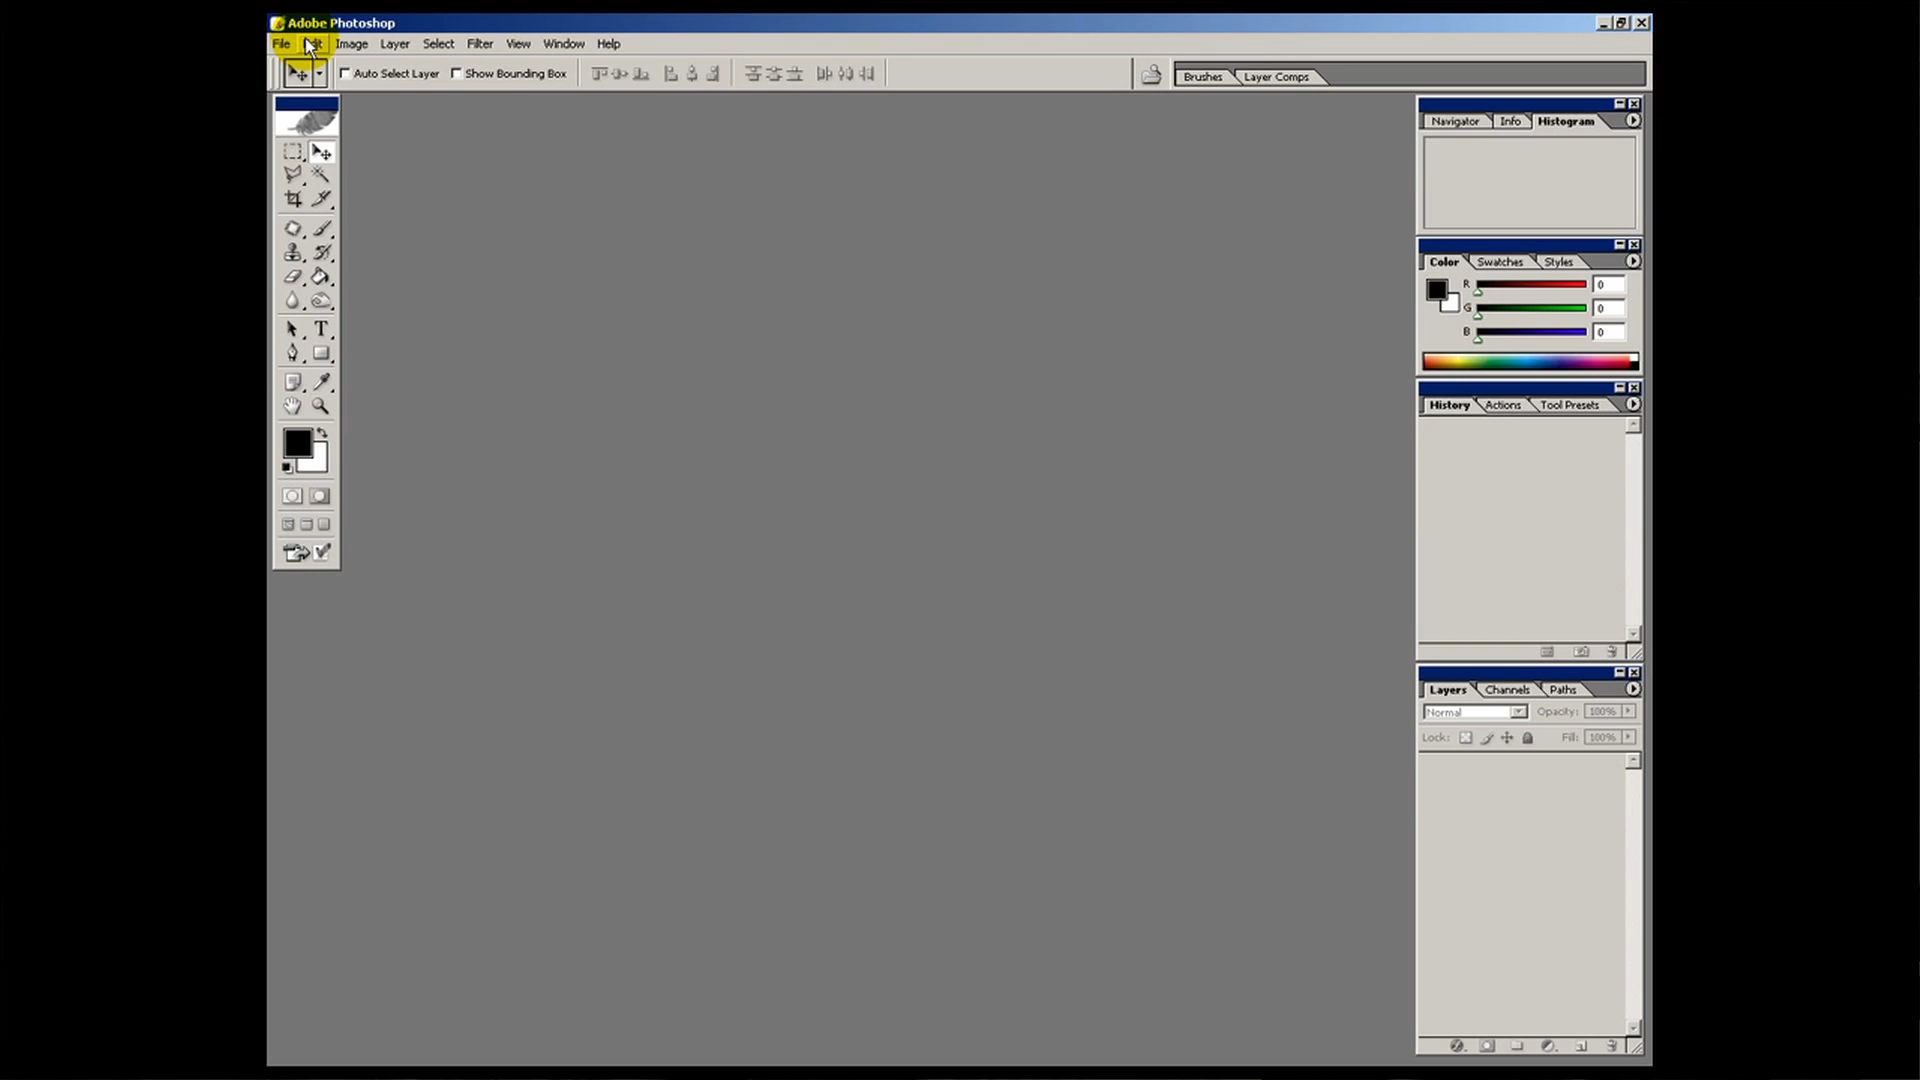 Adobe Photoshop
File Edit Image Layer Select Filter View Window Help
Auto Select Layer Show Bounding Box Brushes Layer Comps
Navigator Info Histogram
Color Swatches Styles
R 0
G 0
B 0
History Actions Tool Presets
Layers Channels Paths
Normal Opacity: 100%
Lock: Fill: 100%